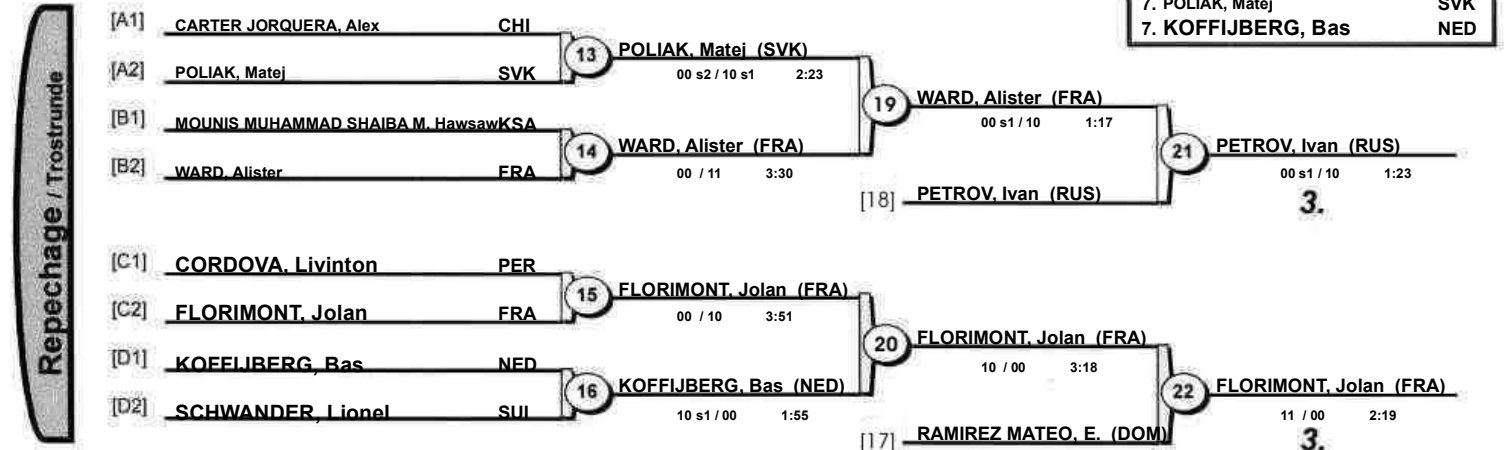 7. POLIAK, Matej SVK
7. KOFFIJBERG, Bas NED
Repechage / Trostrunde
[A1] CARTER JORQUERA, Alex CHI
13 POLIAK, Matej (SVK)
00 s2 / 10 s1 2:23
[A2] POLIAK, Matej SVK
19 WARD, Alister (FRA)
00 s1 / 10 1:17
[B1] MOUNIS MUHAMMAD SHAIBA M. Hawsaw KSA
14 WARD, Alister (FRA)
00 / 11 3:30
[B2] WARD, Alister FRA
21 PETROV, Ivan (RUS)
00 s1 / 10 1:23
3.
[18] PETROV, Ivan (RUS)
[C1] CORDOVA, Livinton PER
15 FLORIMONT, Jolan (FRA)
00 / 10 3:51
[C2] FLORIMONT, Jolan FRA
20 FLORIMONT, Jolan (FRA)
10 / 00 3:18
[D1] KOFFIJBERG, Bas NED
16 KOFFIJBERG, Bas (NED)
10 s1 / 00 1:55
[D2] SCHWANDER, Lionel SUI
22 FLORIMONT, Jolan (FRA)
11 / 00 2:19
3.
[17] RAMIREZ MATEO, E. (DOM)